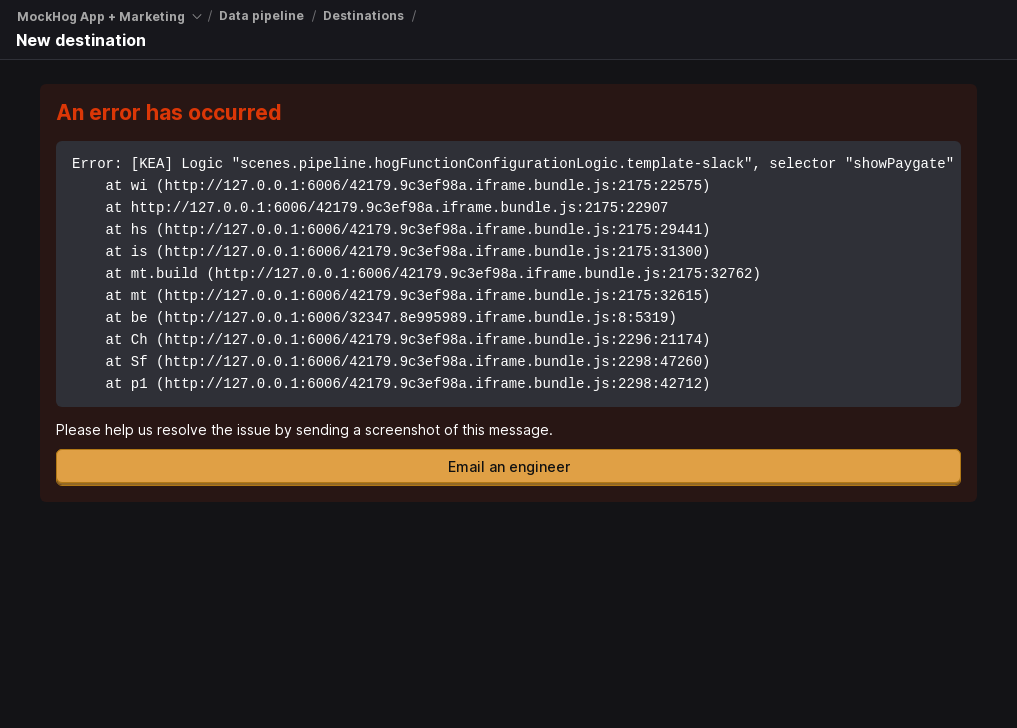 MockHog App + Marketing / Data pipeline / Destinations /
New destination
An error has occurred
Error: [KEA] Logic "scenes.pipeline.hogFunctionConfigurationLogic.template-slack", selector "showPaygate"
    at wi (http://127.0.0.1:6006/42179.9c3ef98a.iframe.bundle.js:2175:22575)
    at http://127.0.0.1:6006/42179.9c3ef98a.iframe.bundle.js:2175:22907
    at hs (http://127.0.0.1:6006/42179.9c3ef98a.iframe.bundle.js:2175:29441)
    at is (http://127.0.0.1:6006/42179.9c3ef98a.iframe.bundle.js:2175:31300)
    at mt.build (http://127.0.0.1:6006/42179.9c3ef98a.iframe.bundle.js:2175:32762)
    at mt (http://127.0.0.1:6006/42179.9c3ef98a.iframe.bundle.js:2175:32615)
    at be (http://127.0.0.1:6006/32347.8e995989.iframe.bundle.js:8:5319)
    at Ch (http://127.0.0.1:6006/42179.9c3ef98a.iframe.bundle.js:2296:21174)
    at Sf (http://127.0.0.1:6006/42179.9c3ef98a.iframe.bundle.js:2298:47260)
    at p1 (http://127.0.0.1:6006/42179.9c3ef98a.iframe.bundle.js:2298:42712)
Please help us resolve the issue by sending a screenshot of this message.
Email an engineer